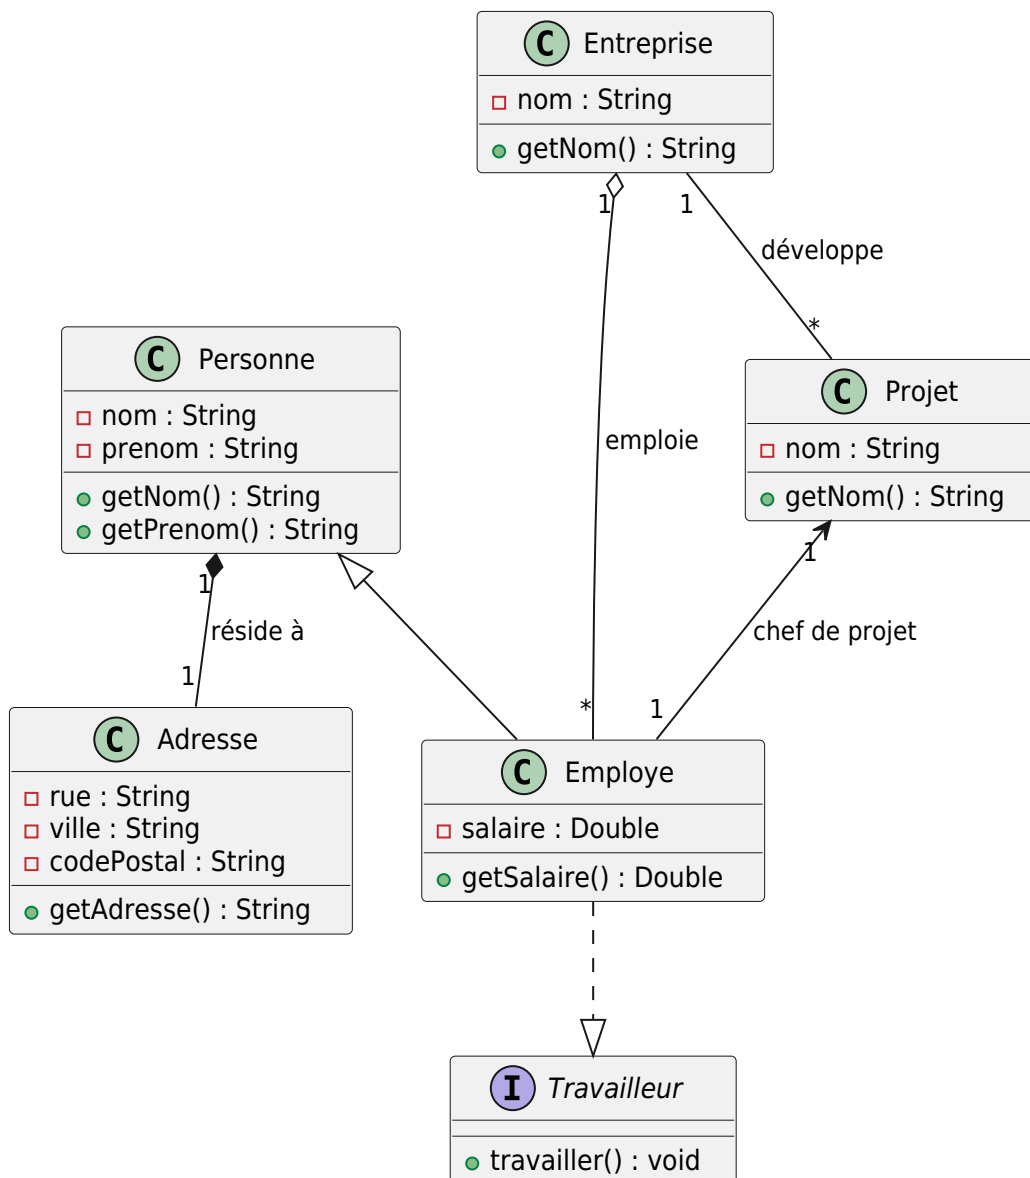 C Entreprise
nom : String
getNom() : String
1
1
développe
*
C Personne
nom : String
prenom : String
getNom() : String
getPrenom() : String
emploie
C Projet
nom : String
getNom() : String
1
réside à
1
1
chef de projet
*
1
C Adresse
rue : String
ville : String
codePostal : String
getAdresse() : String
C Employe
salaire : Double
getSalaire() : Double
I Travailleur
travailler() : void